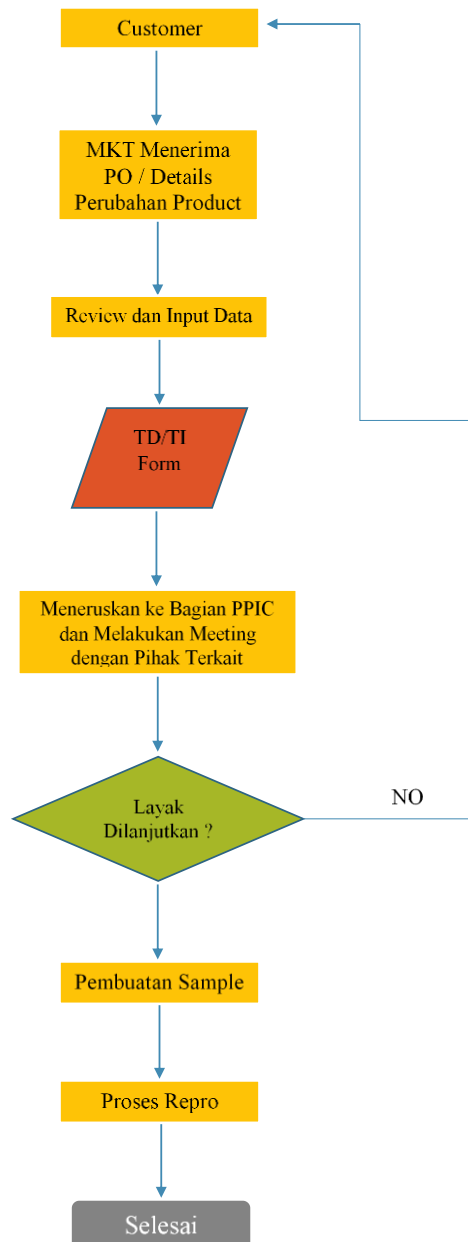 Customer
MKT Menerima
PO / Details
Perubahan Product
Review dan Input Data
TD/TI
Form
Meneruskan ke Bagian PPIC
dan Melakukan Meeting
dengan Pihak Terkait
Layak
Dilanjutkan ?
NO
Pembuatan Sample
Proses Repro
Selesai